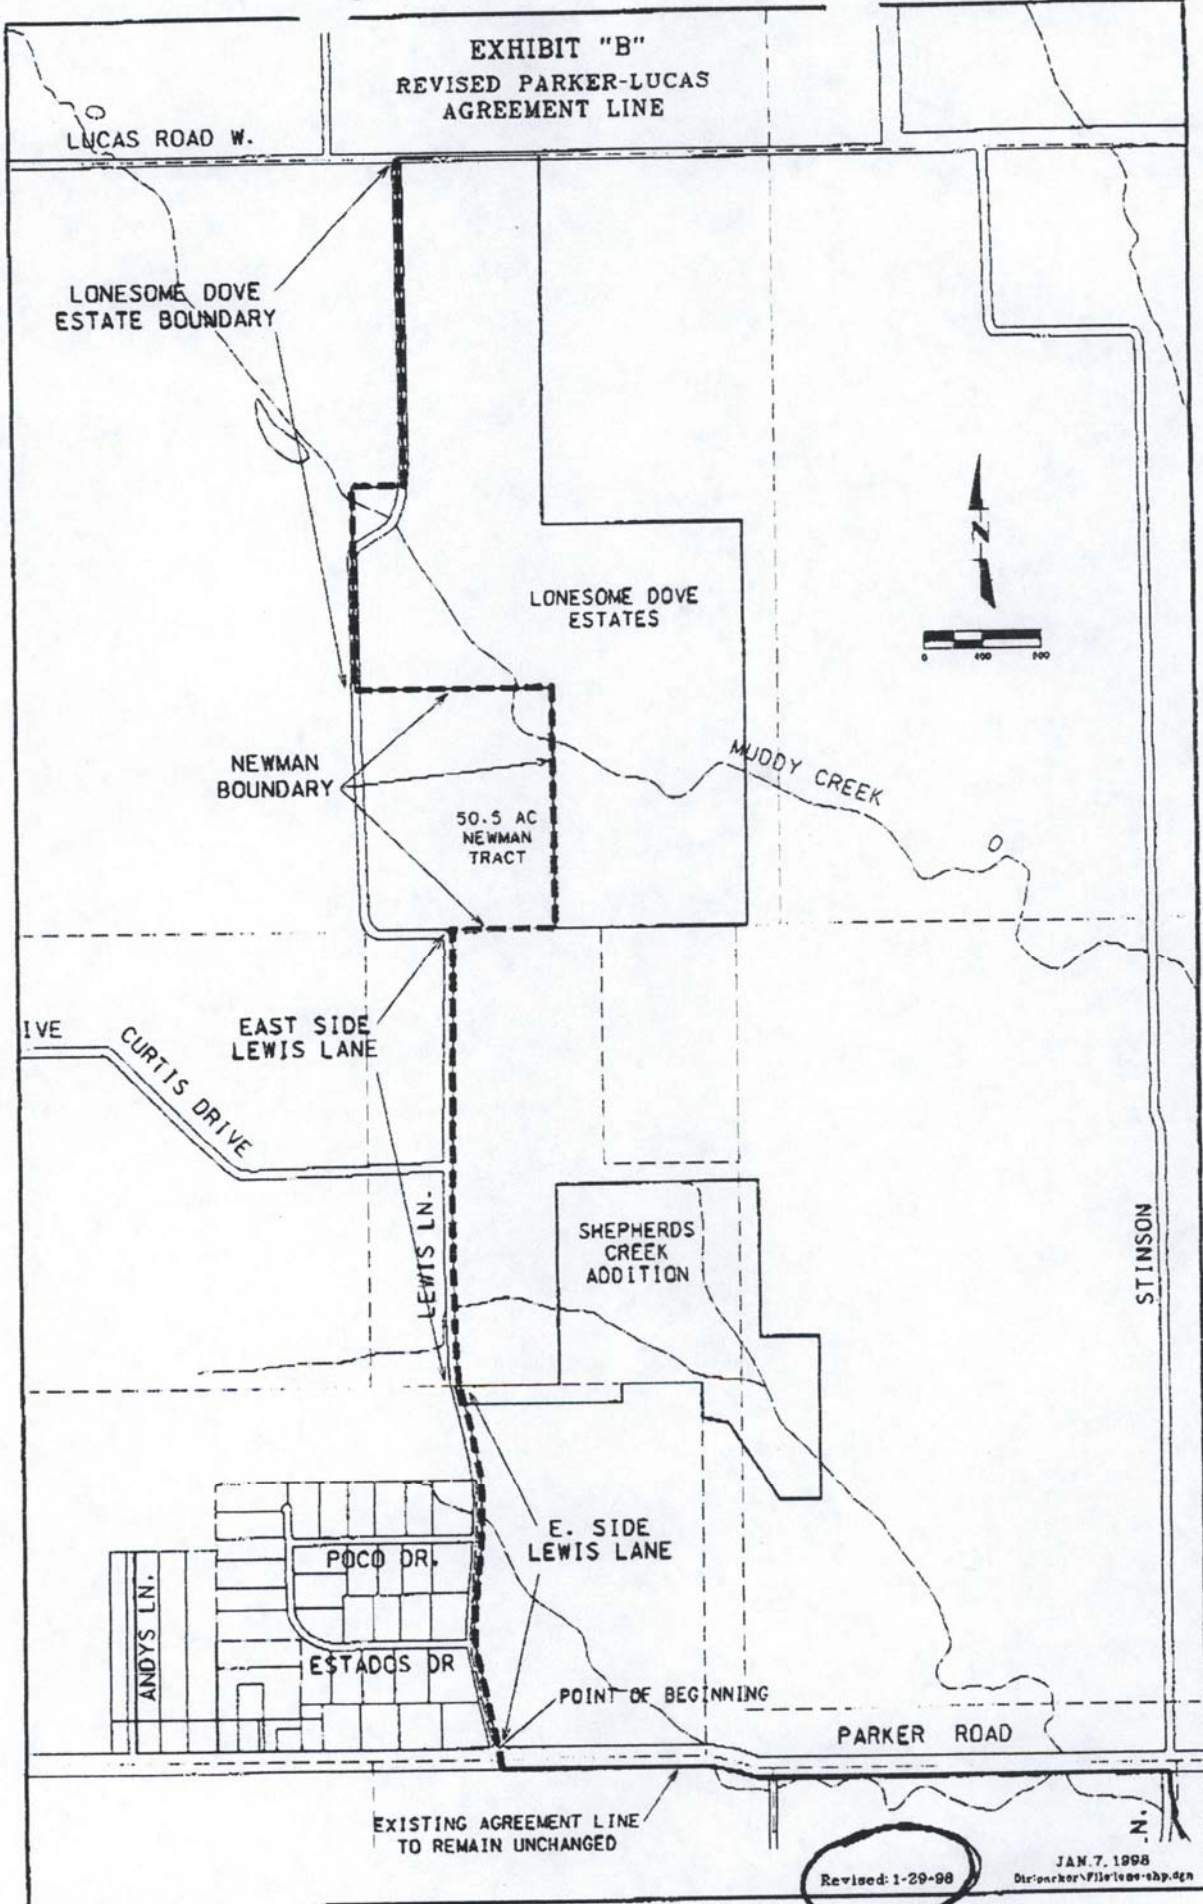 EXHIBIT "B"
REVISED PARKER-LUCAS
AGREEMENT LINE
LUCAS ROAD W.
LONESOME DOVE
ESTATE BOUNDARY
N
LONESOME DOVE
ESTATES
0 400 800
MUDDY CREEK
NEWMAN
BOUNDARY
50.5 AC
NEWMAN
TRACT
EAST SIDE
LEWIS LANE
IVE
CURTIS DRIVE
LEWIS LN.
SHEPHERDS
CREEK
ADDITION
STINSON
E. SIDE
LEWIS LANE
POCO DR.
ANDYS LN.
ESTADOS DR
POINT OF BEGINNING
PARKER ROAD
EXISTING AGREEMENT LINE
TO REMAIN UNCHANGED
N.
Revised: 1-29-98
JAN. 7, 1998